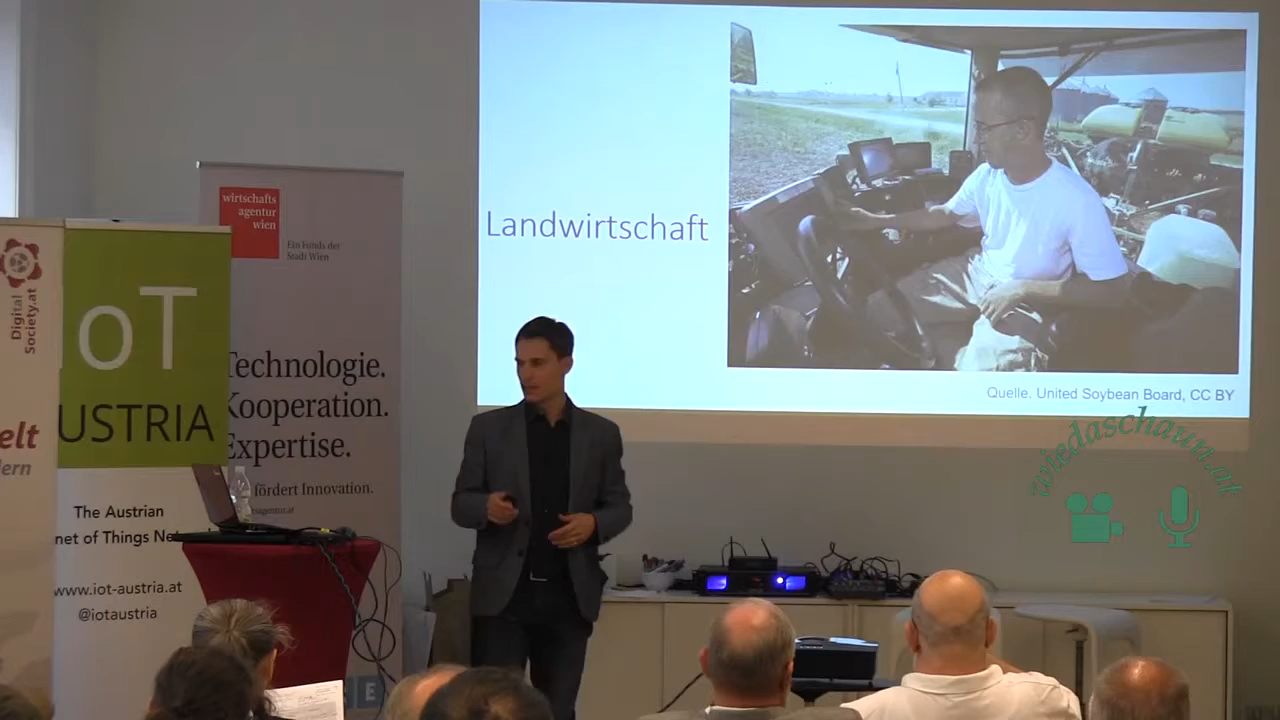 Digital
Society.at
elt
ern
IoT
AUSTRIA
The Austrian
net of Things Ne
www.iot-austria.at
@iotaustria
wirtschafts
agentur
wien
Ein Fonds der
Stadt Wien
Technologie.
Kooperation.
Expertise.
fördert Innovation.
Landwirtschaft
Quelle. United Soybean Board, CC BY
wiedaschaun.at
E